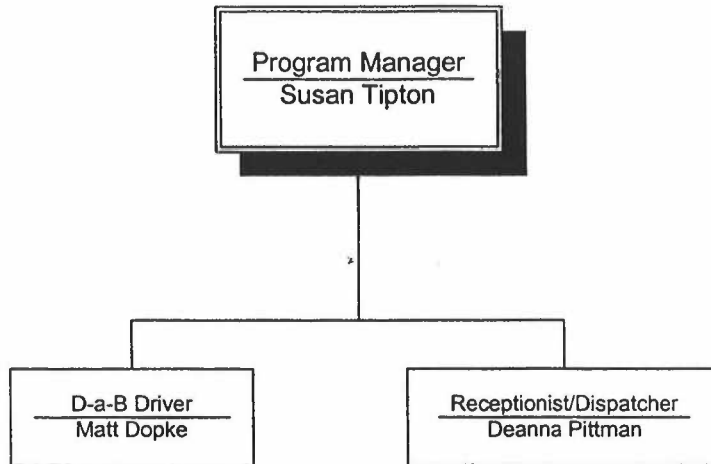 Program Manager
Susan Tipton
D-a-B Driver
Matt Dopke
Receptionist/Dispatcher
Deanna Pittman